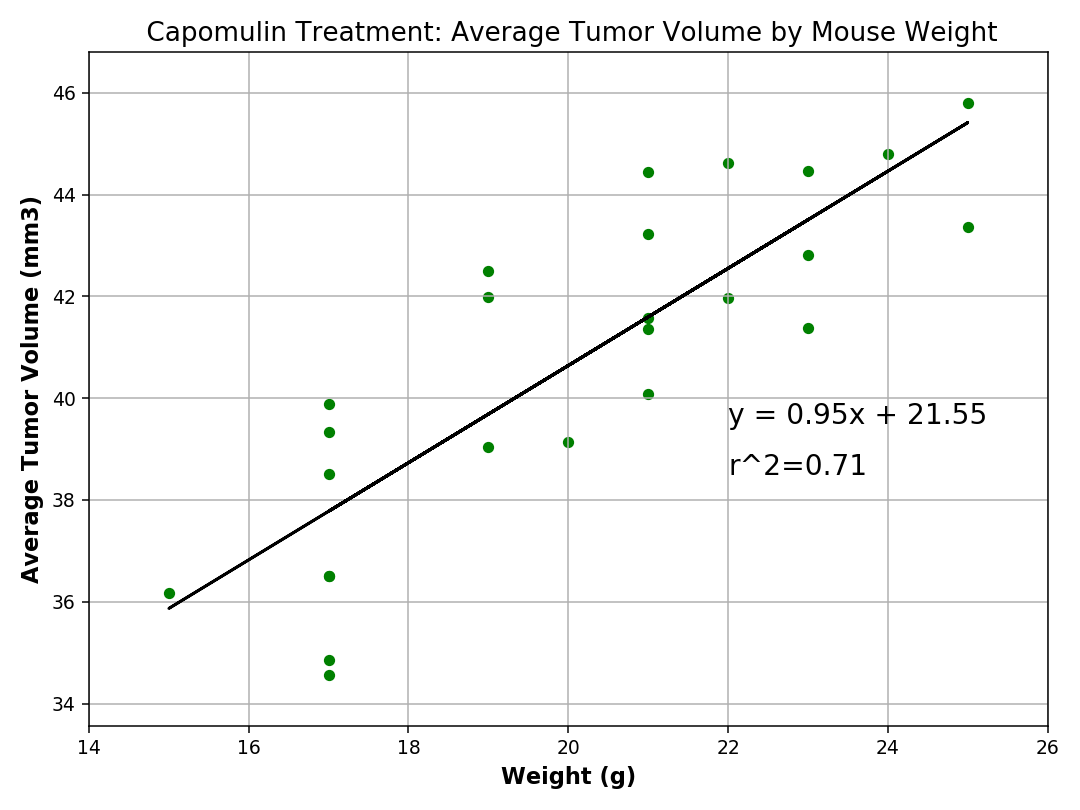 Capomulin Treatment: Average Tumor Volume by Mouse Weight
46
44
42
40
38
36
34
Average Tumor Volume (mm3)
y = 0.95x + 21.55
r^2=0.71
14 16 18 20 22 24 26
Weight (g)